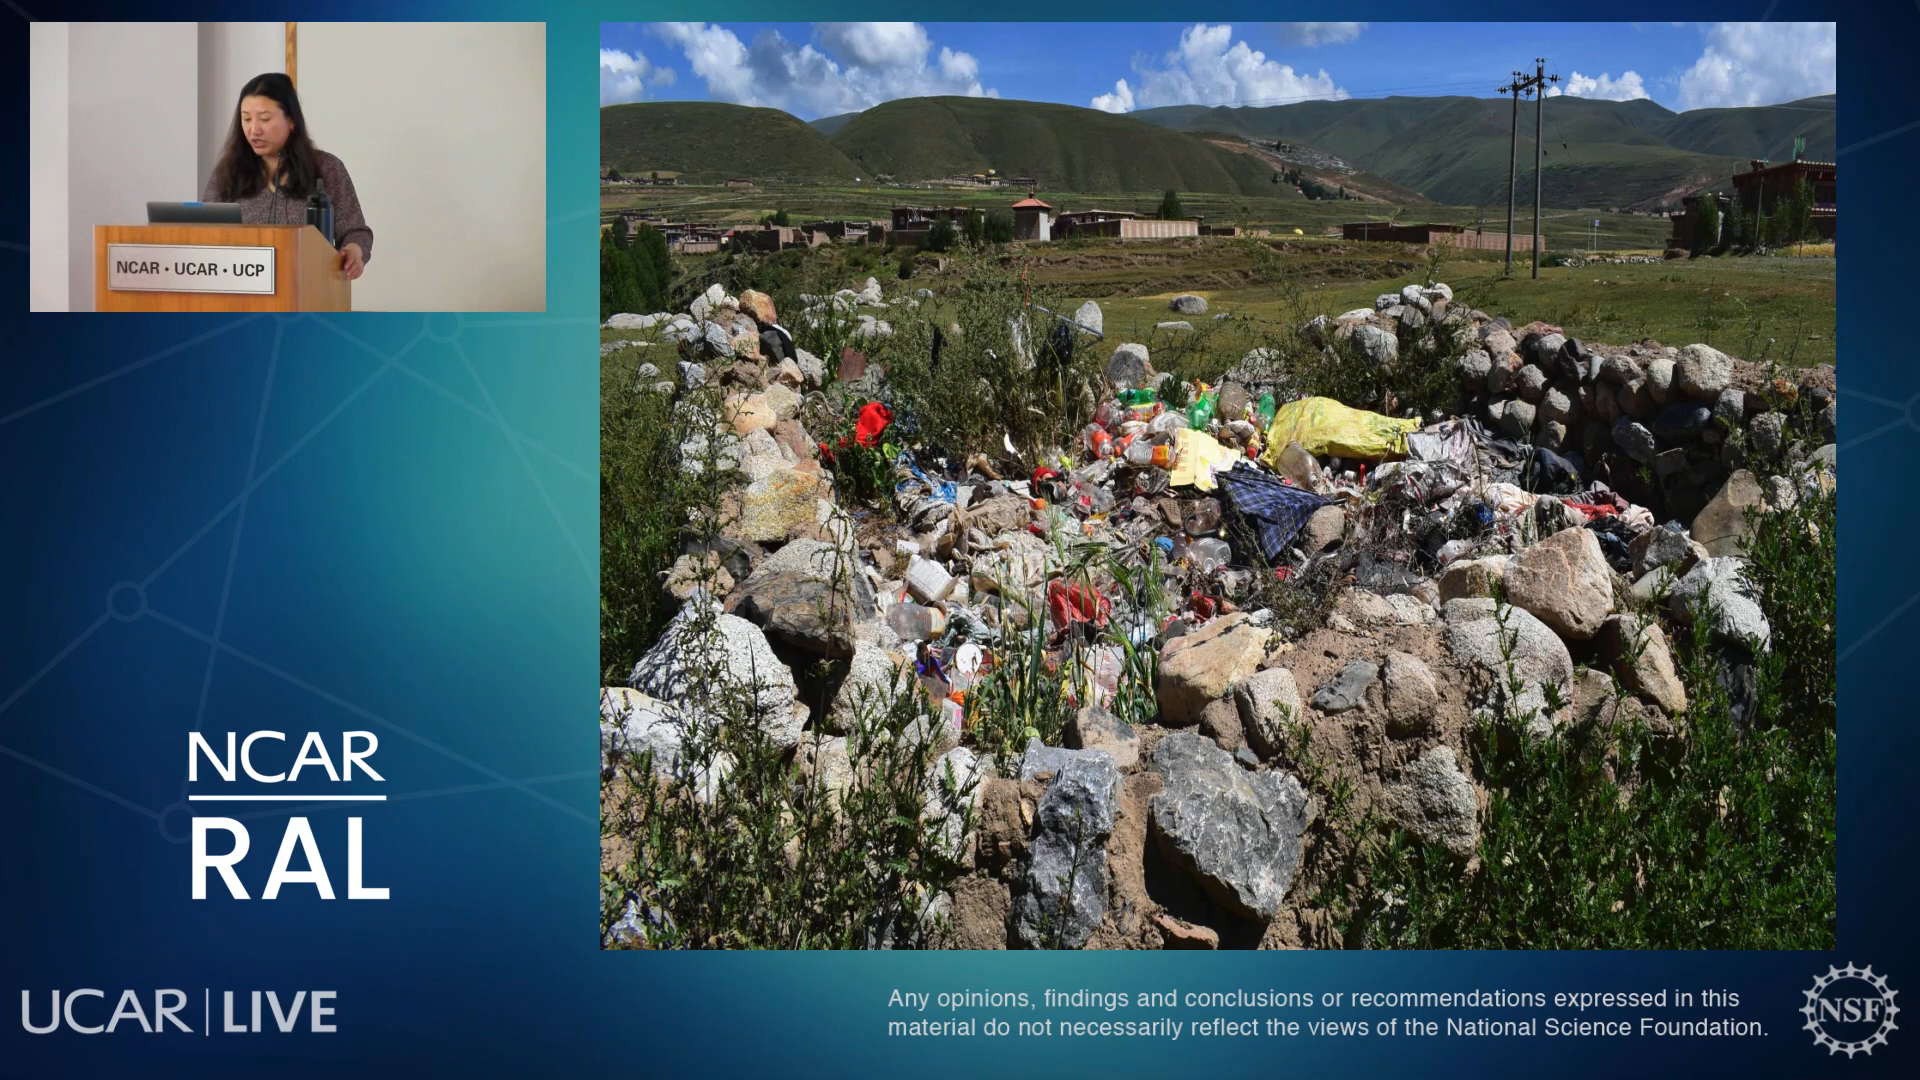 NCAR • UCAR • UCP
NCAR
RAL
UCAR | LIVE
Any opinions, findings and conclusions or recommendations expressed in this
material do not necessarily reflect the views of the National Science Foundation.
NSF